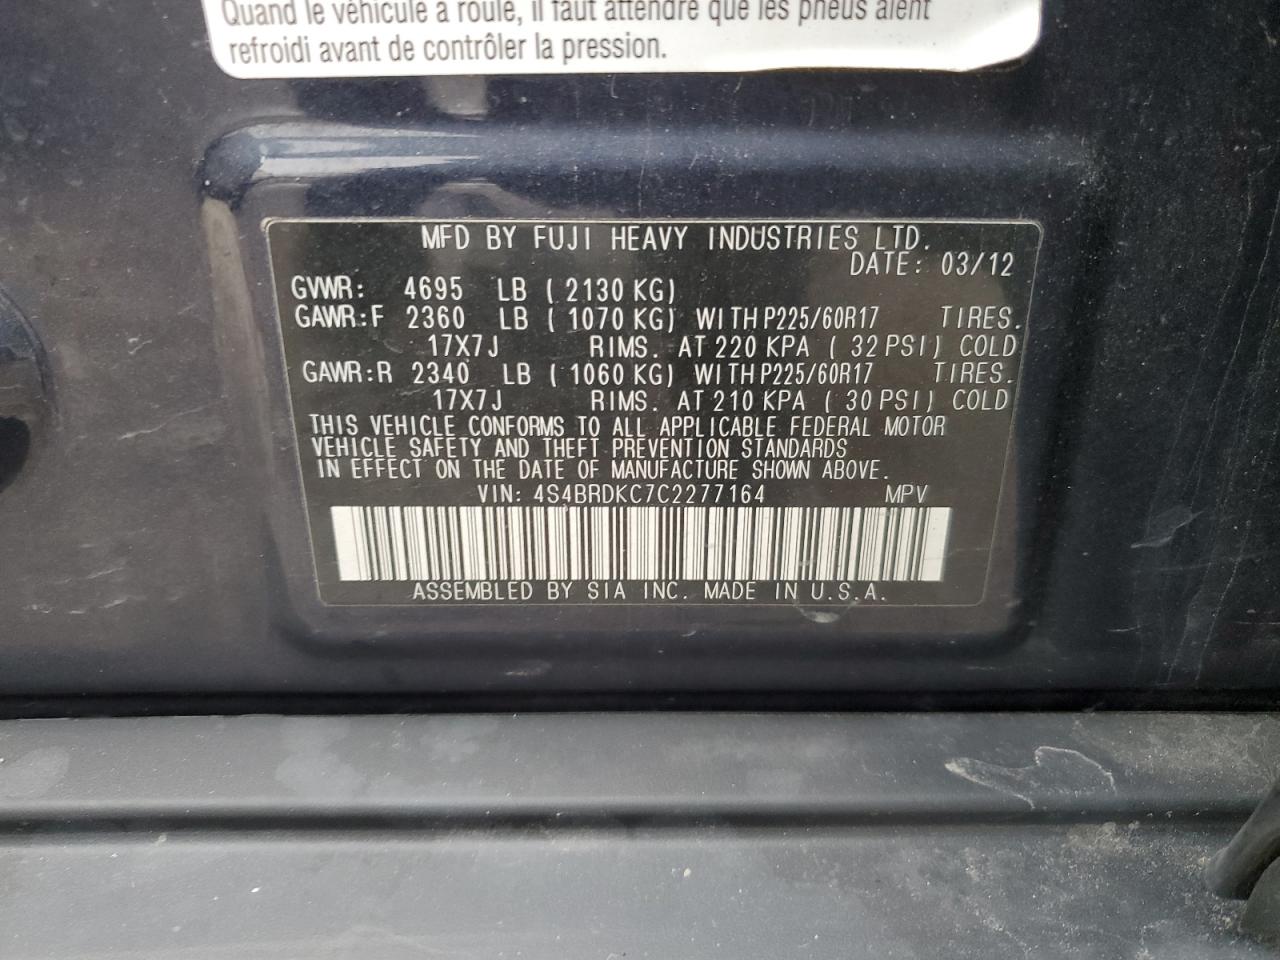 Quand le véhicule a roulé, il faut attendre que les pneus aient
refroidi avant de contrôler la pression.
MFD BY FUJI HEAVY INDUSTRIES LTD.
DATE: 03/12
GVWR: 4695 LB ( 2130 KG)
GAWR:F 2360 LB ( 1070 KG) WITH P225/60R17 TIRES.
17X7J RIMS. AT 220 KPA ( 32 PSI) COLD
GAWR:R 2340 LB ( 1060 KG) WITH P225/60R17 TIRES.
17X7J RIMS. AT 210 KPA ( 30 PSI) COLD
THIS VEHICLE CONFORMS TO ALL APPLICABLE FEDERAL MOTOR
VEHICLE SAFETY AND THEFT PREVENTION STANDARDS
IN EFFECT ON THE DATE OF MANUFACTURE SHOWN ABOVE.
VIN: 4S4BRDKC7C2277164 MPV
ASSEMBLED BY SIA INC. MADE IN U.S.A.